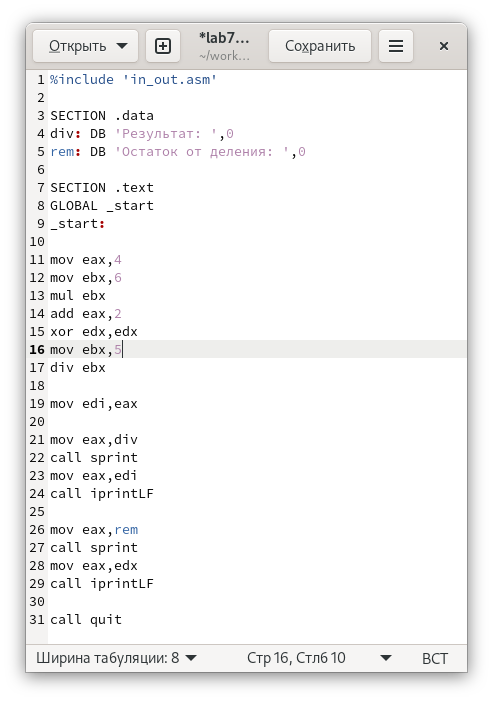 Открыть
*lab7...
~/work...
Сохранить
1 %include 'in_out.asm'
2
3 SECTION .data
4 div: DB 'Результат: ',0
5 rem: DB 'Остаток от деления: ',0
6
7 SECTION .text
8 GLOBAL _start
9 _start:
10
11 mov eax,4
12 mov ebx,6
13 mul ebx
14 add eax,2
15 xor edx,edx
16 mov ebx,5
17 div ebx
18
19 mov edi,eax
20
21 mov eax,div
22 call sprint
23 mov eax,edi
24 call iprintLF
25
26 mov eax,rem
27 call sprint
28 mov eax,edx
29 call iprintLF
30
31 call quit
Ширина табуляции: 8 Стр 16, Стлб 10 ВСТ